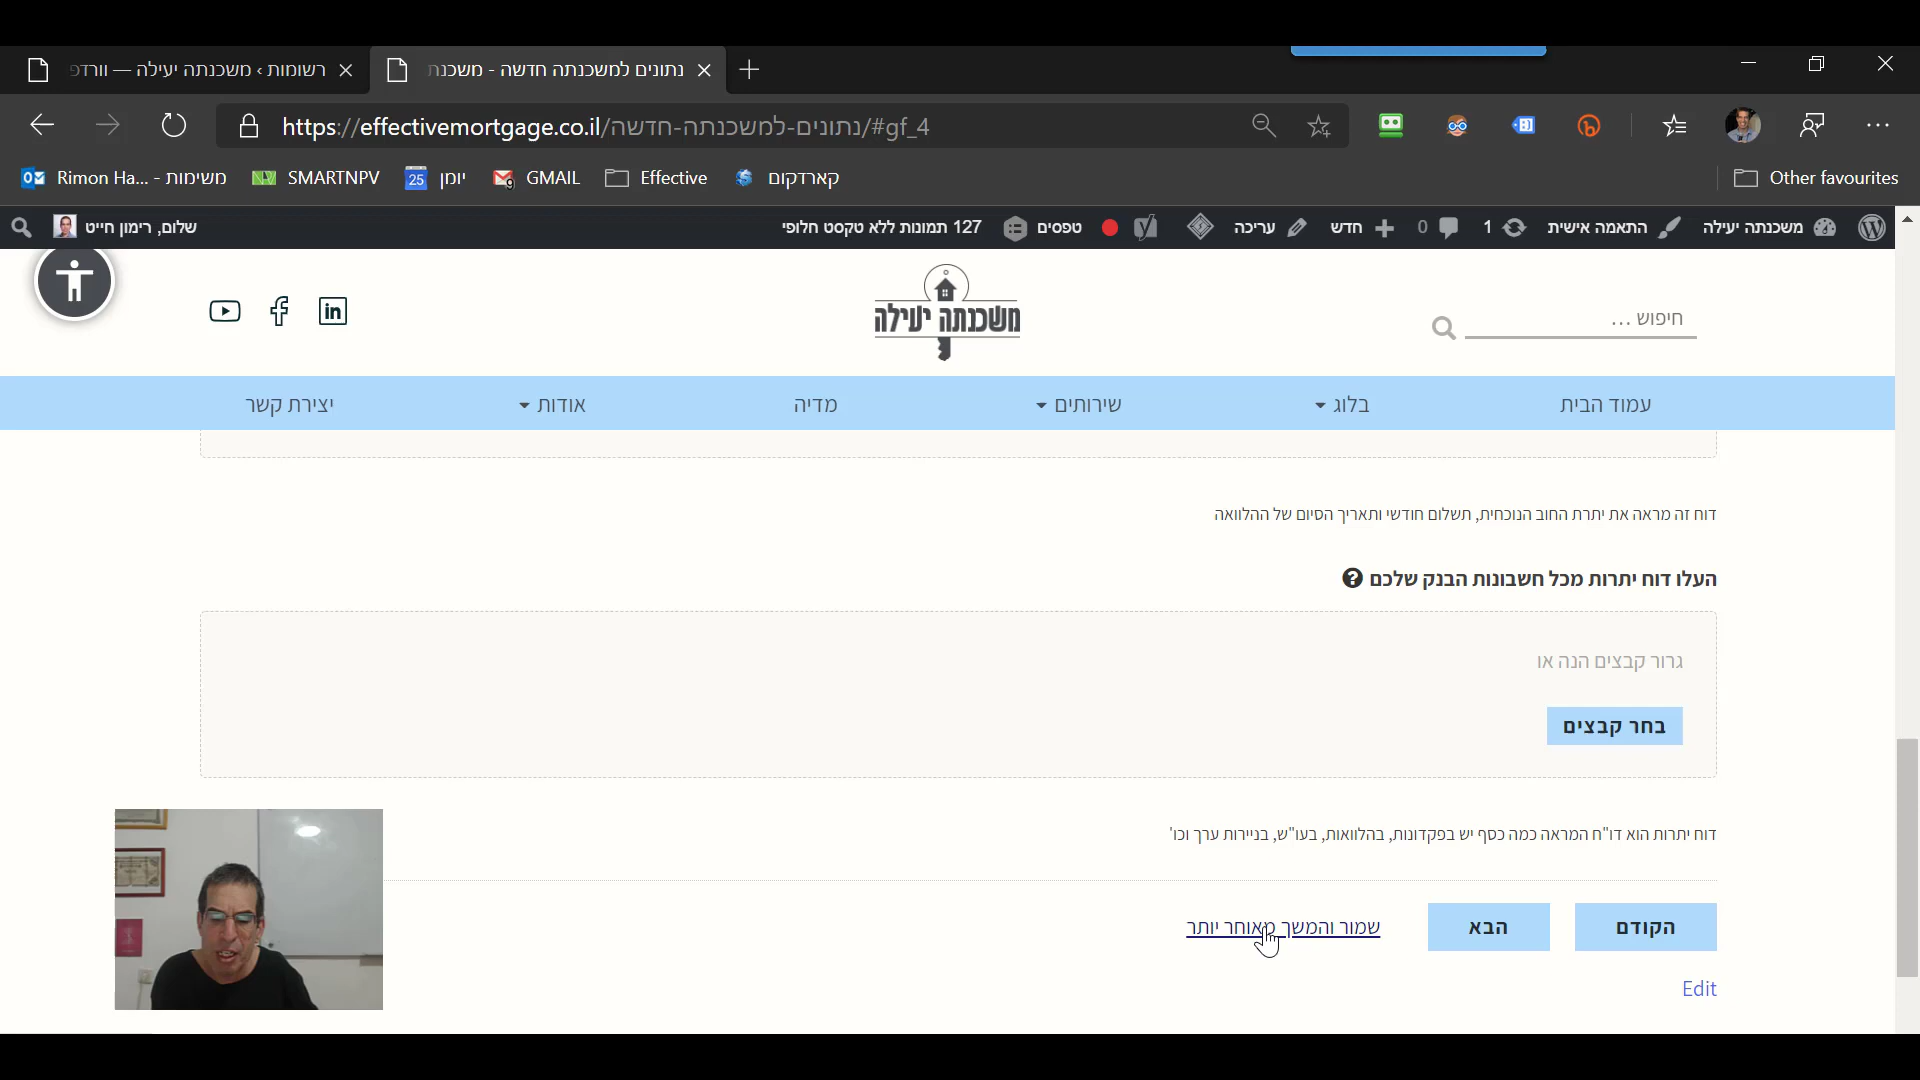 רשומות › משכנתה יעילה — וורדפ
נתונים למשכנתה חדשה - משכנת
https://effectivemortgage.co.il/נתונים-למשכנתה-חדשה/#gf_4
Rimon Ha... - משימות
SMARTNPV
25
יומן
GMAIL
Effective
קארדקום
Other favourites
משכנתה יעילה
התאמה אישית
1
0
חדש
עריכה
טפסים
127 תמונות ללא טקסט חלופי
שלום, רימון חייט
חיפוש ...
משכנתה יעילה
in
עמוד הבית
בלוג
שירותים
מדיה
אודות
יצירת קשר
דוח זה מראה את יתרת החוב הנוכחית, תשלום חודשי ותאריך הסיום של ההלוואה
העלו דוח יתרות מכל חשבונות הבנק שלכם ?
גרור קבצים הנה או
בחר קבצים
דוח יתרות הוא דו"ח המראה כמה כסף יש בפקדונות, בהלוואות, בעו"ש, בניירות ערך וכו'
הקודם
הבא
שמור והמשך מאוחר יותר
Edit